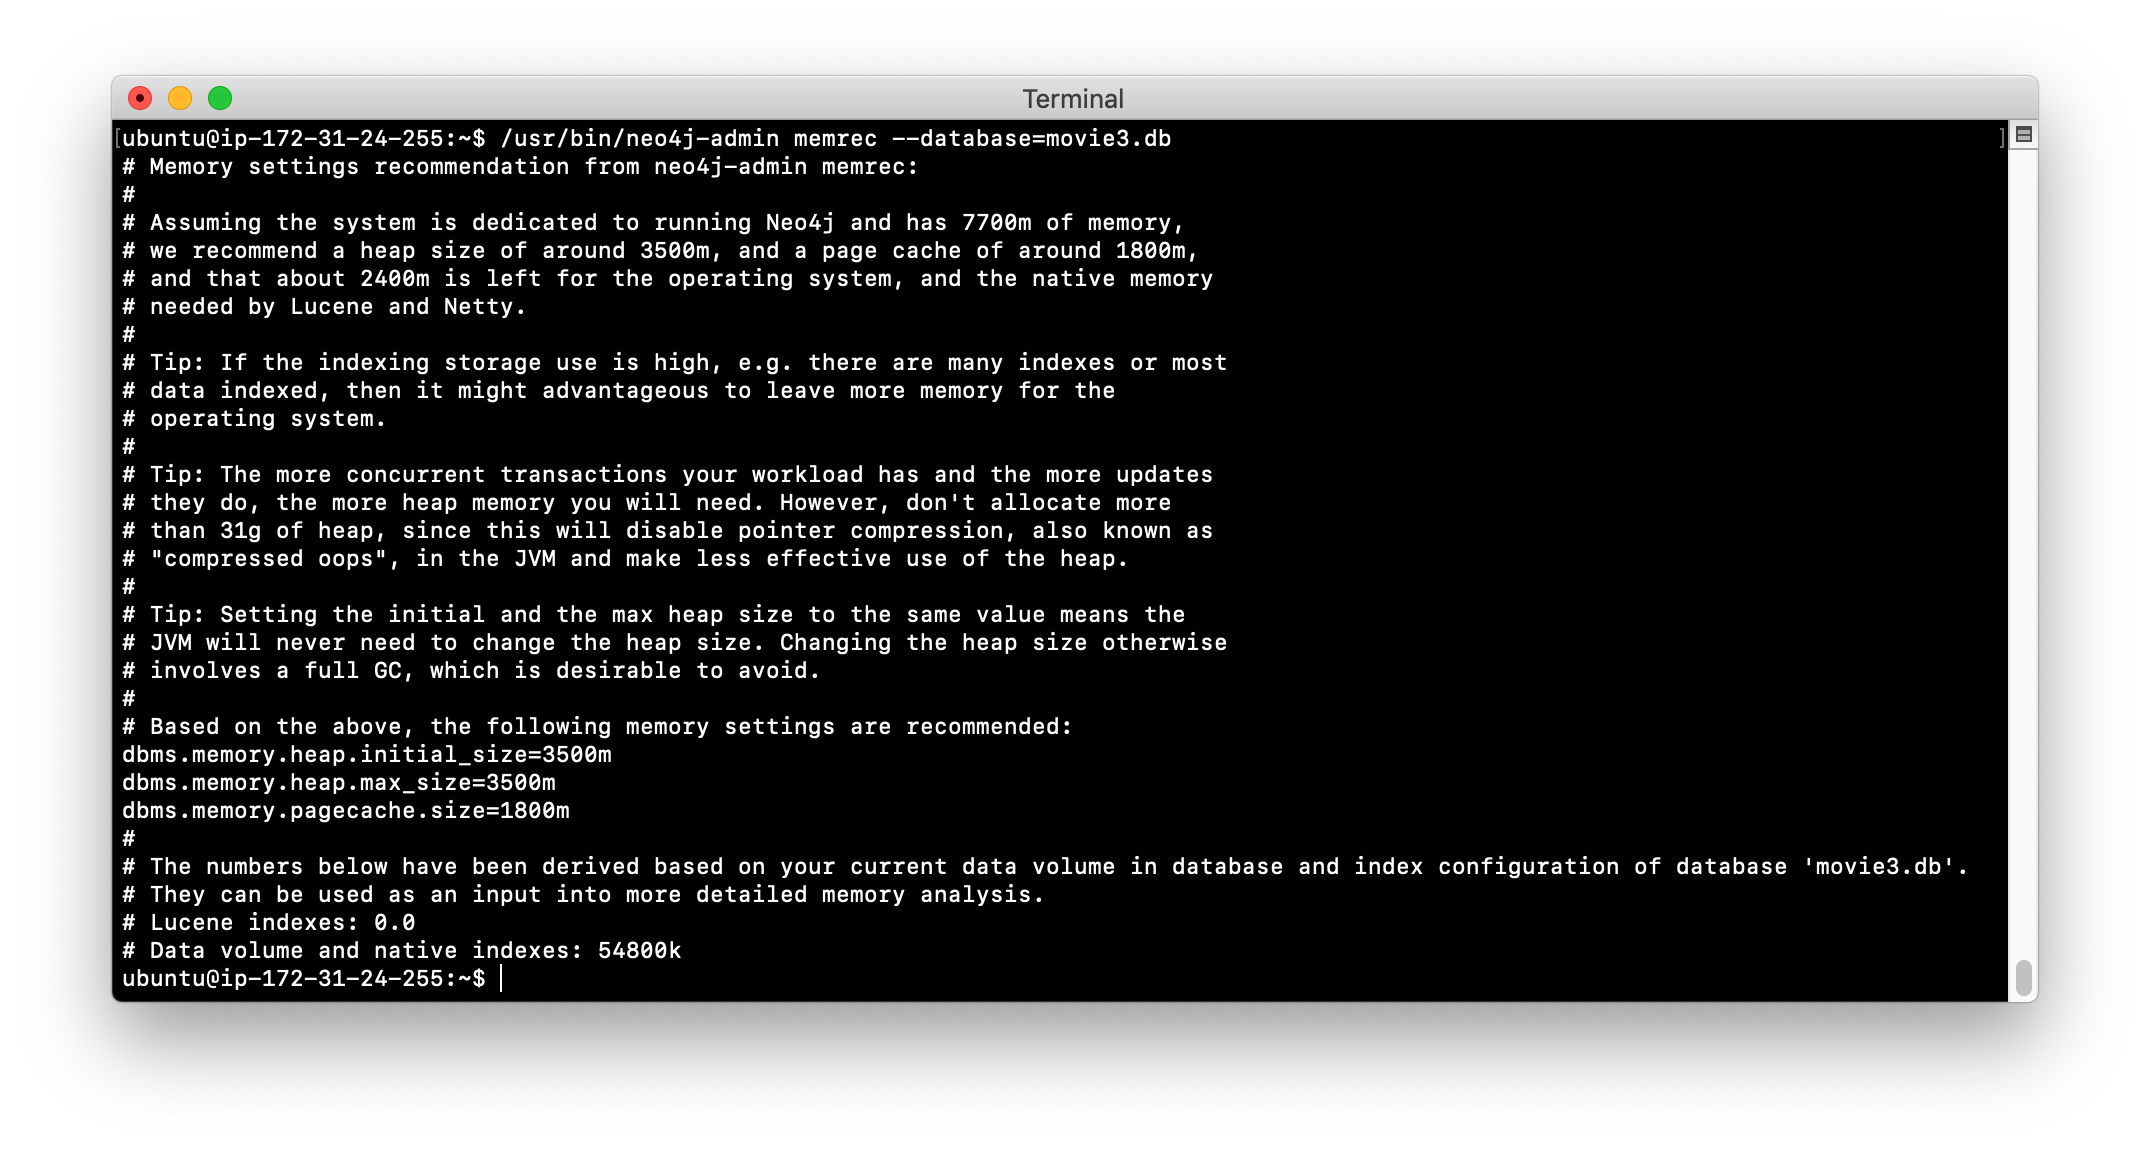 Terminal
[ubuntu@ip-172-31-24-255:~$ /usr/bin/neo4j-admin memrec --database=movie3.db ]
# Memory settings recommendation from neo4j-admin memrec:
#
# Assuming the system is dedicated to running Neo4j and has 7700m of memory,
# we recommend a heap size of around 3500m, and a page cache of around 1800m,
# and that about 2400m is left for the operating system, and the native memory
# needed by Lucene and Netty.
#
# Tip: If the indexing storage use is high, e.g. there are many indexes or most
# data indexed, then it might advantageous to leave more memory for the
# operating system.
#
# Tip: The more concurrent transactions your workload has and the more updates
# they do, the more heap memory you will need. However, don't allocate more
# than 31g of heap, since this will disable pointer compression, also known as
# "compressed oops", in the JVM and make less effective use of the heap.
#
# Tip: Setting the initial and the max heap size to the same value means the
# JVM will never need to change the heap size. Changing the heap size otherwise
# involves a full GC, which is desirable to avoid.
#
# Based on the above, the following memory settings are recommended:
dbms.memory.heap.initial_size=3500m
dbms.memory.heap.max_size=3500m
dbms.memory.pagecache.size=1800m
#
# The numbers below have been derived based on your current data volume in database and index configuration of database 'movie3.db'.
# They can be used as an input into more detailed memory analysis.
# Lucene indexes: 0.0
# Data volume and native indexes: 54800k
ubuntu@ip-172-31-24-255:~$